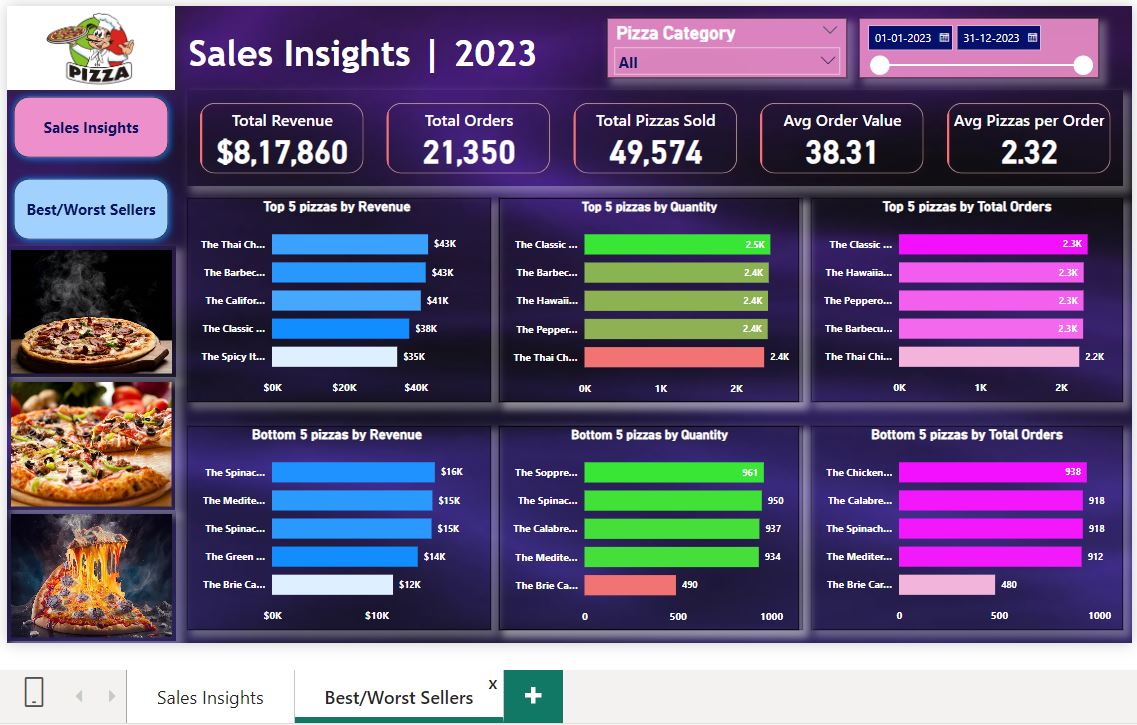 PIZZA
Sales Insights | 2023
Pizza Category
All
01-01-2023
31-12-2023
Sales Insights
Best/Worst Sellers
Total Revenue
$8,17,860
Total Orders
21,350
Total Pizzas Sold
49,574
Avg Order Value
38.31
Avg Pizzas per Order
2.32
Top 5 pizzas by Revenue
The Thai Ch... $43K
The Barbec... $43K
The Califor... $41K
The Classic ... $38K
The Spicy It... $35K
$0K $20K $40K
Top 5 pizzas by Quantity
The Classic ... 2.5K
The Barbec... 2.4K
The Hawaii... 2.4K
The Pepper... 2.4K
The Thai Ch... 2.4K
0K 1K 2K
Top 5 pizzas by Total Orders
The Classic ... 2.3K
The Hawaiia... 2.3K
The Peppero... 2.3K
The Barbecu... 2.3K
The Thai Chi... 2.2K
0K 1K 2K
Bottom 5 pizzas by Revenue
The Spinac... $16K
The Medite... $15K
The Spinac... $15K
The Green ... $14K
The Brie Ca... $12K
$0K $10K
Bottom 5 pizzas by Quantity
The Soppre... 961
The Spinac... 950
The Calabre... 937
The Medite... 934
The Brie Ca... 490
0 500 1000
Bottom 5 pizzas by Total Orders
The Chicken... 938
The Calabre... 918
The Spinach... 918
The Mediter... 912
The Brie Car... 480
0 500 1000
Sales Insights
Best/Worst Sellers
x
+